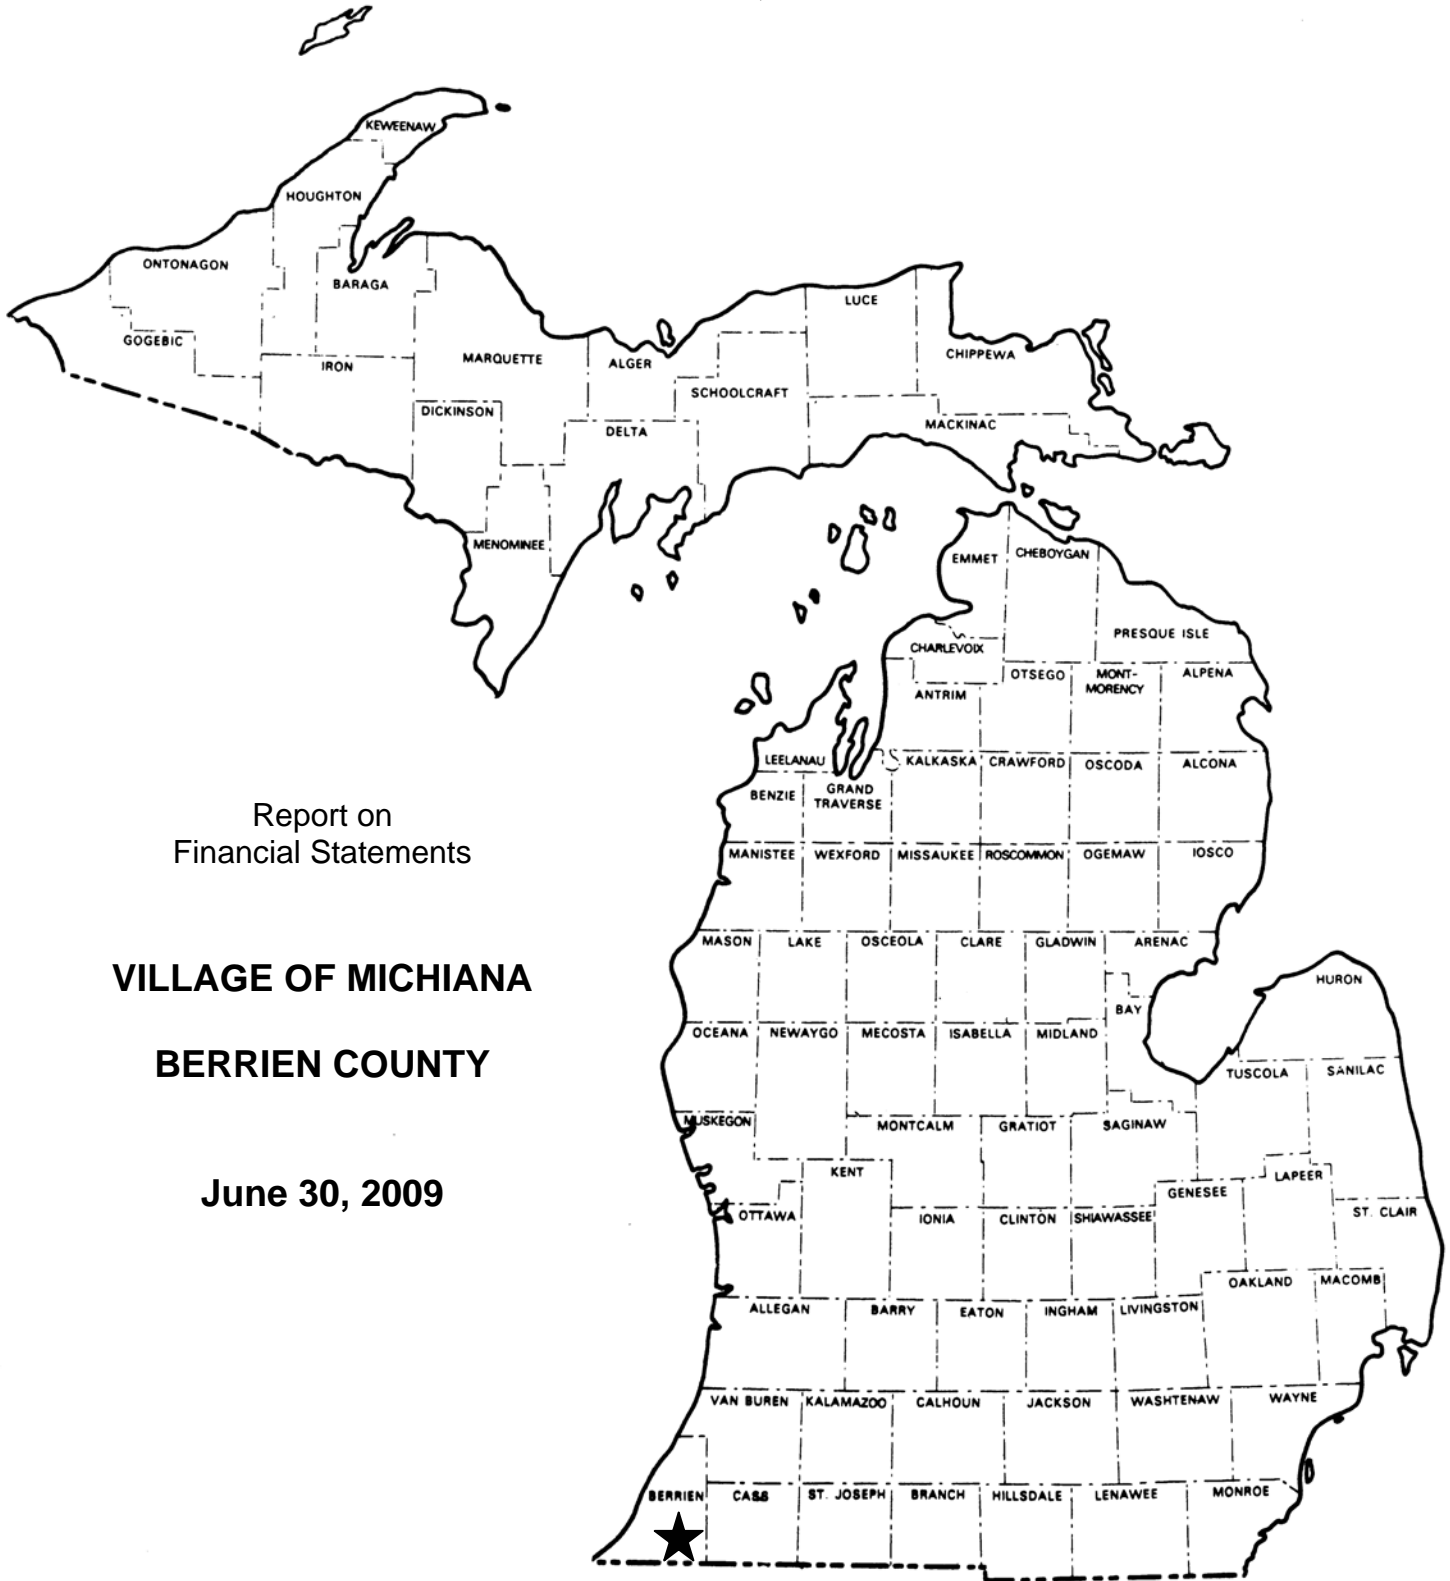 KEWEENAW
HOUGHTON
ONTONAGON
BARAGA
LUCE
GOGEBIC
IRON
MARQUETTE
ALGER
CHIPPEWA
SCHOOLCRAFT
DICKINSON
DELTA
MACKINAC
MENOMINEE
EMMET
CHEBOYGAN
PRESQUE ISLE
CHARLEVOIX
OTSEGO
MONT-
MORENCY
ALPENA
ANTRIM
LEELANAU
KALKASKA
CRAWFORD
OSCODA
ALCONA
BENZIE
GRAND
TRAVERSE
Report on
Financial Statements
MANISTEE
WEXFORD
MISSAUKEE
ROSCOMMON
OGEMAW
IOSCO
MASON
LAKE
OSCEOLA
CLARE
GLADWIN
ARENAC
VILLAGE OF MICHIANA
HURON
BAY
OCEANA
NEWAYGO
MECOSTA
ISABELLA
MIDLAND
BERRIEN COUNTY
TUSCOLA
SANILAC
MUSKEGON
MONTCALM
GRATIOT
SAGINAW
KENT
GENESEE
LAPEER
June 30, 2009
OTTAWA
IONIA
CLINTON
SHIAWASSEE
ST. CLAIR
OAKLAND
MACOMB
ALLEGAN
BARRY
EATON
INGHAM
LIVINGSTON
VAN BUREN
KALAMAZOO
CALHOUN
JACKSON
WASHTENAW
WAYNE
BERRIEN
CASS
ST. JOSEPH
BRANCH
HILLSDALE
LENAWEE
MONROE